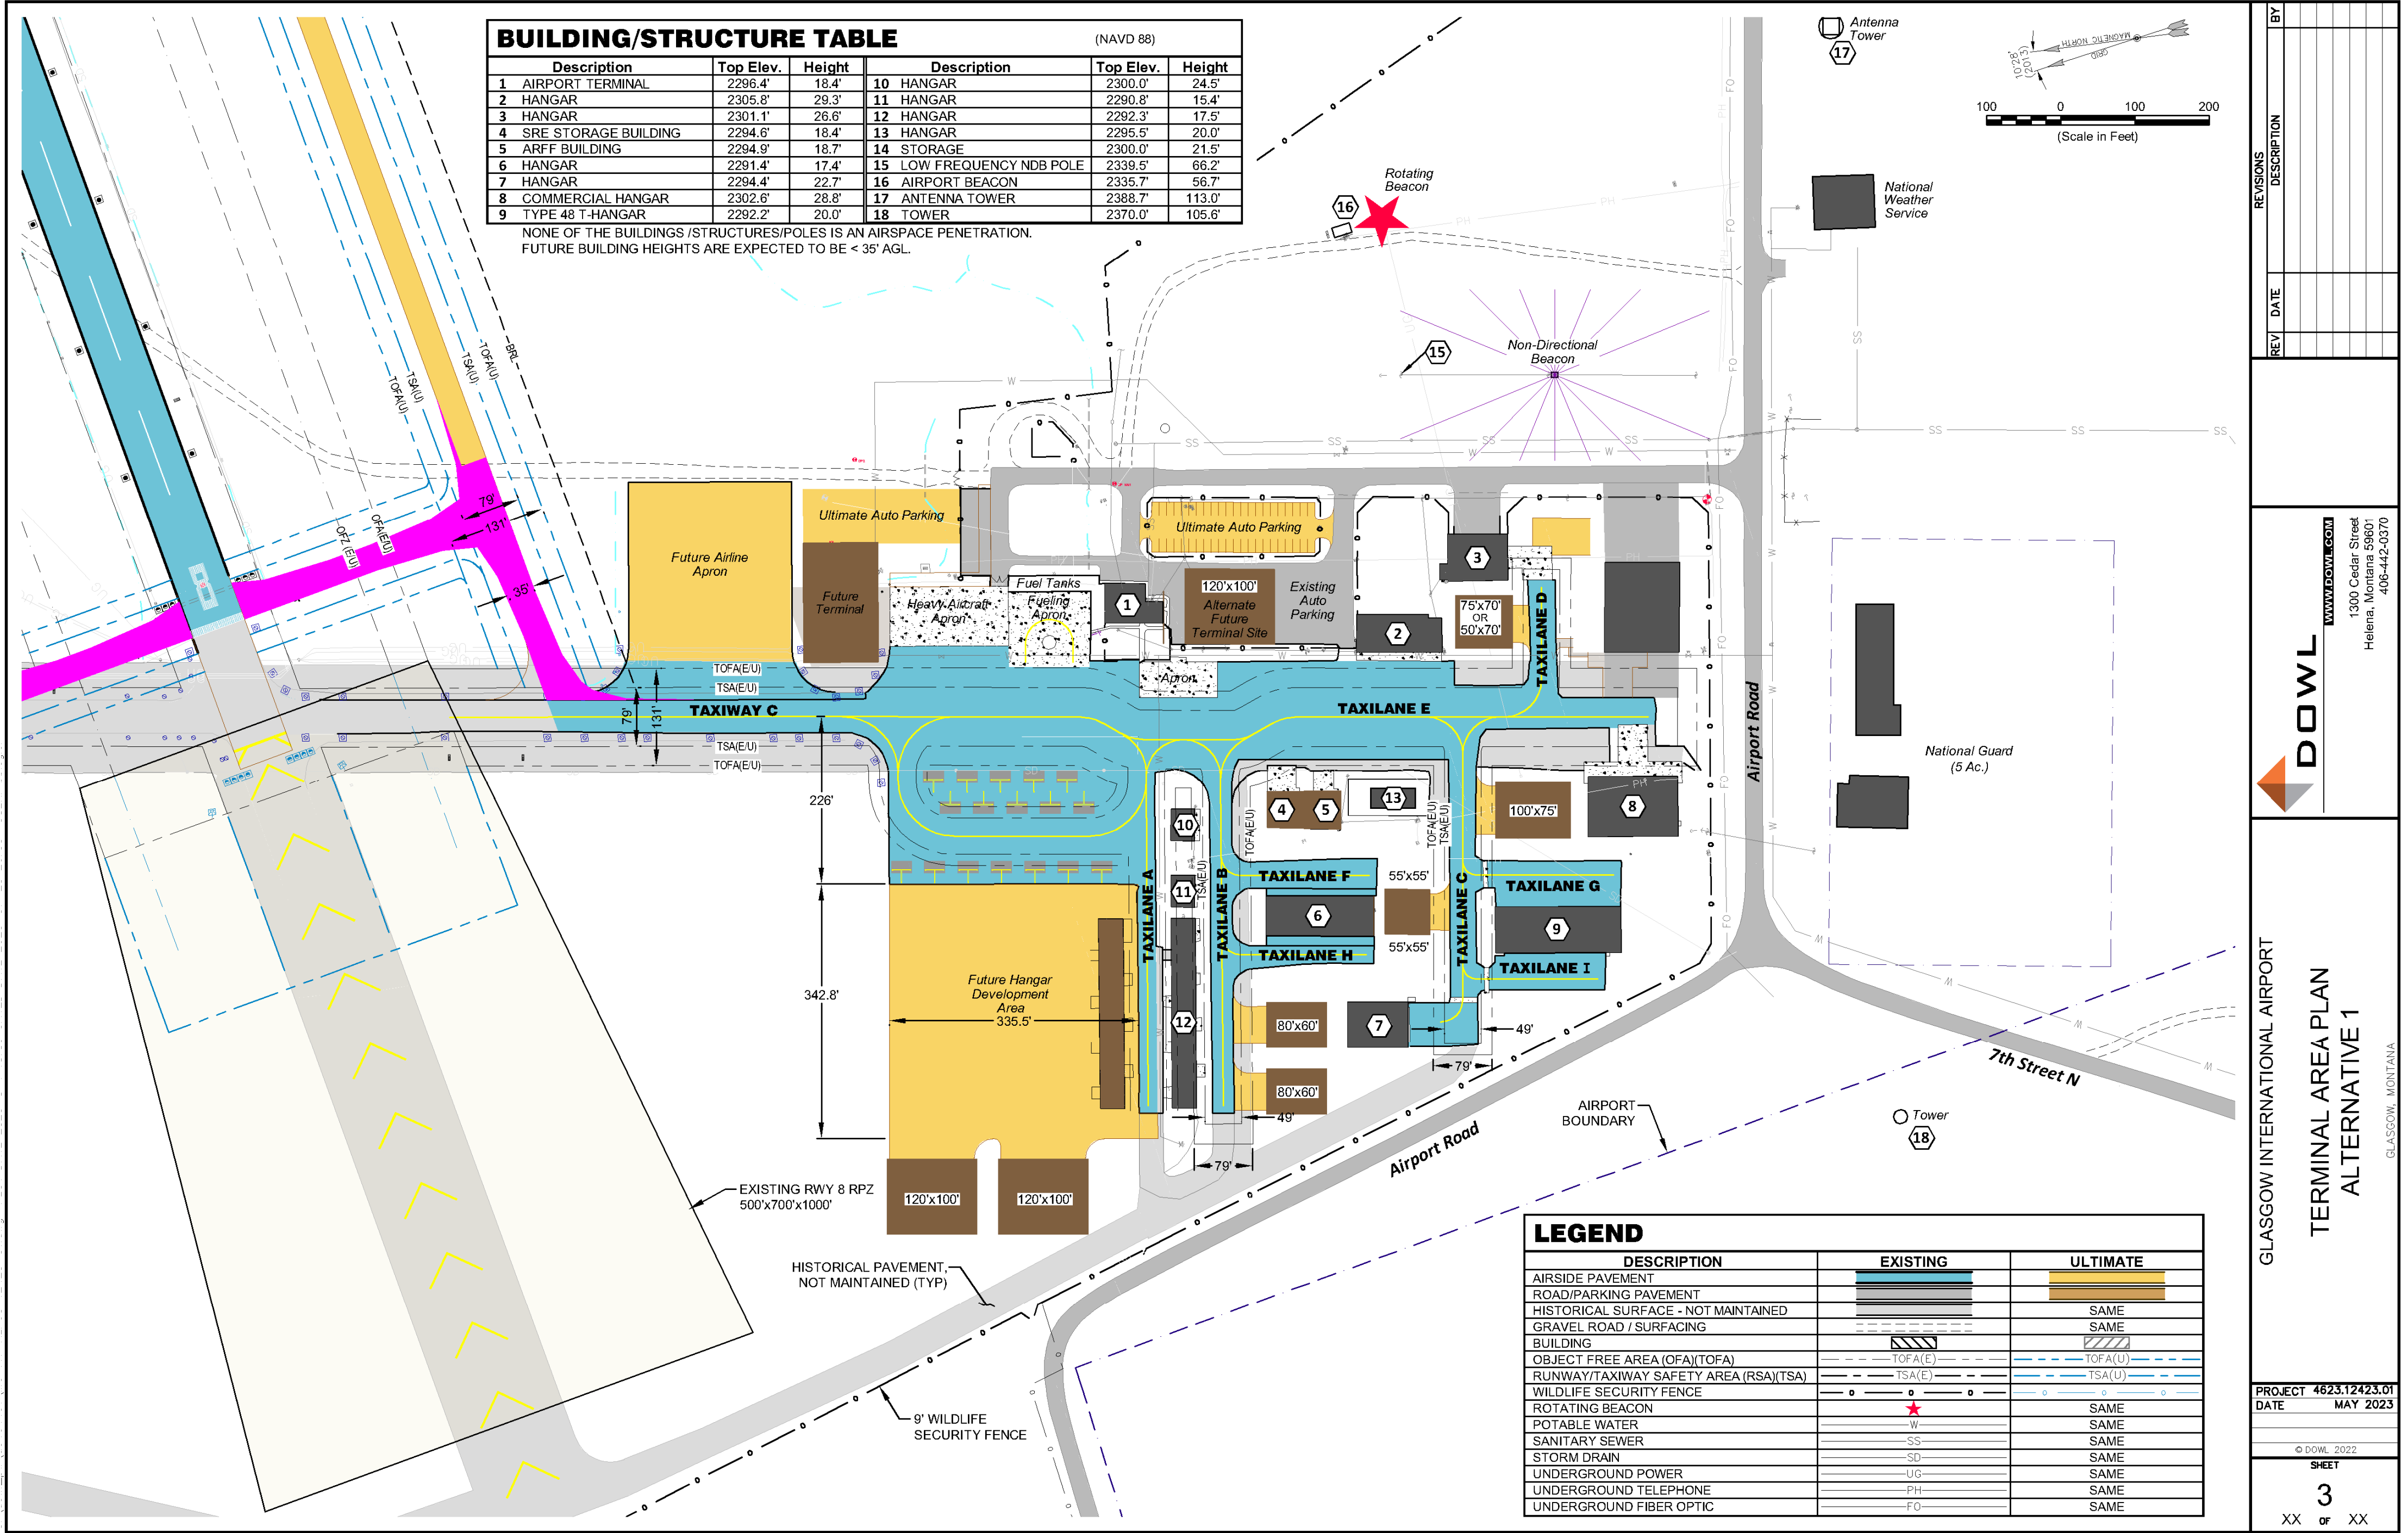 BUILDING/STRUCTURE TABLE (NAVD 88)
Description Top Elev. Height Description Top Elev. Height
1 AIRPORT TERMINAL 2296.4' 18.4' 10 HANGAR 2300.0' 24.5'
2 HANGAR 2305.8' 29.3' 11 HANGAR 2290.8' 15.4'
3 HANGAR 2301.1' 26.6' 12 HANGAR 2292.3' 17.5'
4 SRE STORAGE BUILDING 2294.6' 18.4' 13 HANGAR 2295.5' 20.0'
5 ARFF BUILDING 2294.9' 18.7' 14 STORAGE 2300.0' 21.5'
6 HANGAR 2291.4' 17.4' 15 LOW FREQUENCY NDB POLE 2339.5' 66.2'
7 HANGAR 2294.4' 22.7' 16 AIRPORT BEACON 2335.7' 56.7'
8 COMMERCIAL HANGAR 2302.6' 28.8' 17 ANTENNA TOWER 2388.7' 113.0'
9 TYPE 48 T-HANGAR 2292.2' 20.0' 18 TOWER 2370.0' 105.6'
NONE OF THE BUILDINGS /STRUCTURES/POLES IS AN AIRSPACE PENETRATION.
FUTURE BUILDING HEIGHTS ARE EXPECTED TO BE < 35' AGL.
Antenna
Tower
17
10°28'
(2013)
MAGNETIC NORTH
GRID
100 0 100 200
(Scale in Feet)
Rotating
Beacon
16
National
Weather
Service
15
Non-Directional
Beacon
TOFA(U)
TSA(U)
TSA(U)
TOFA(U)
BRL
OFZ (E/U)
OFA(E/U)
79'
131'
35'
Future Airline
Apron
Ultimate Auto Parking
Future
Terminal
Heavy Aircraft
Apron
Fuel Tanks
Fueling
Apron
1
Ultimate Auto Parking
120'x100'
Alternate
Future
Terminal Site
Existing
Auto
Parking
2
3
75'x70'
OR
50'x70'
TAXILANE D
Apron
TOFA(E/U)
TSA(E/U)
TAXIWAY C
79'
131'
TSA(E/U)
TOFA(E/U)
TAXILANE E
226'
342.8'
Future Hangar
Development
Area
335.5'
TAXILANE A
10
11
12
TSA(E/U)
TAXILANE B
TOFA(E/U)
4
5
13
TOFA(E/U)
TSA(E/U)
100'x75'
8
TAXILANE F
55'x55'
TAXILANE C
TAXILANE G
6
9
55'x55'
TAXILANE H
TAXILANE I
80'x60'
7
49'
79'
80'x60'
49'
79'
120'x100'
120'x100'
EXISTING RWY 8 RPZ
500'x700'x1000'
HISTORICAL PAVEMENT,
NOT MAINTAINED (TYP)
9' WILDLIFE
SECURITY FENCE
Airport Road
Airport Road
National Guard
(5 Ac.)
7th Street N
AIRPORT
BOUNDARY
Tower
18
LEGEND
DESCRIPTION EXISTING ULTIMATE
AIRSIDE PAVEMENT
ROAD/PARKING PAVEMENT
HISTORICAL SURFACE - NOT MAINTAINED SAME
GRAVEL ROAD / SURFACING SAME
BUILDING
OBJECT FREE AREA (OFA)(TOFA) TOFA(E) TOFA(U)
RUNWAY/TAXIWAY SAFETY AREA (RSA)(TSA) TSA(E) TSA(U)
WILDLIFE SECURITY FENCE
ROTATING BEACON SAME
POTABLE WATER W SAME
SANITARY SEWER SS SAME
STORM DRAIN SD SAME
UNDERGROUND POWER UG SAME
UNDERGROUND TELEPHONE PH SAME
UNDERGROUND FIBER OPTIC FO SAME
REVISIONS
REV DATE DESCRIPTION BY
DOWL
WWW.DOWL.COM
1300 Cedar Street
Helena, Montana 59601
406-442-0370
GLASGOW INTERNATIONAL AIRPORT
TERMINAL AREA PLAN
ALTERNATIVE 1
GLASGOW, MONTANA
PROJECT 4623.12423.01
DATE MAY 2023
© DOWL 2022
SHEET
3
XX OF XX